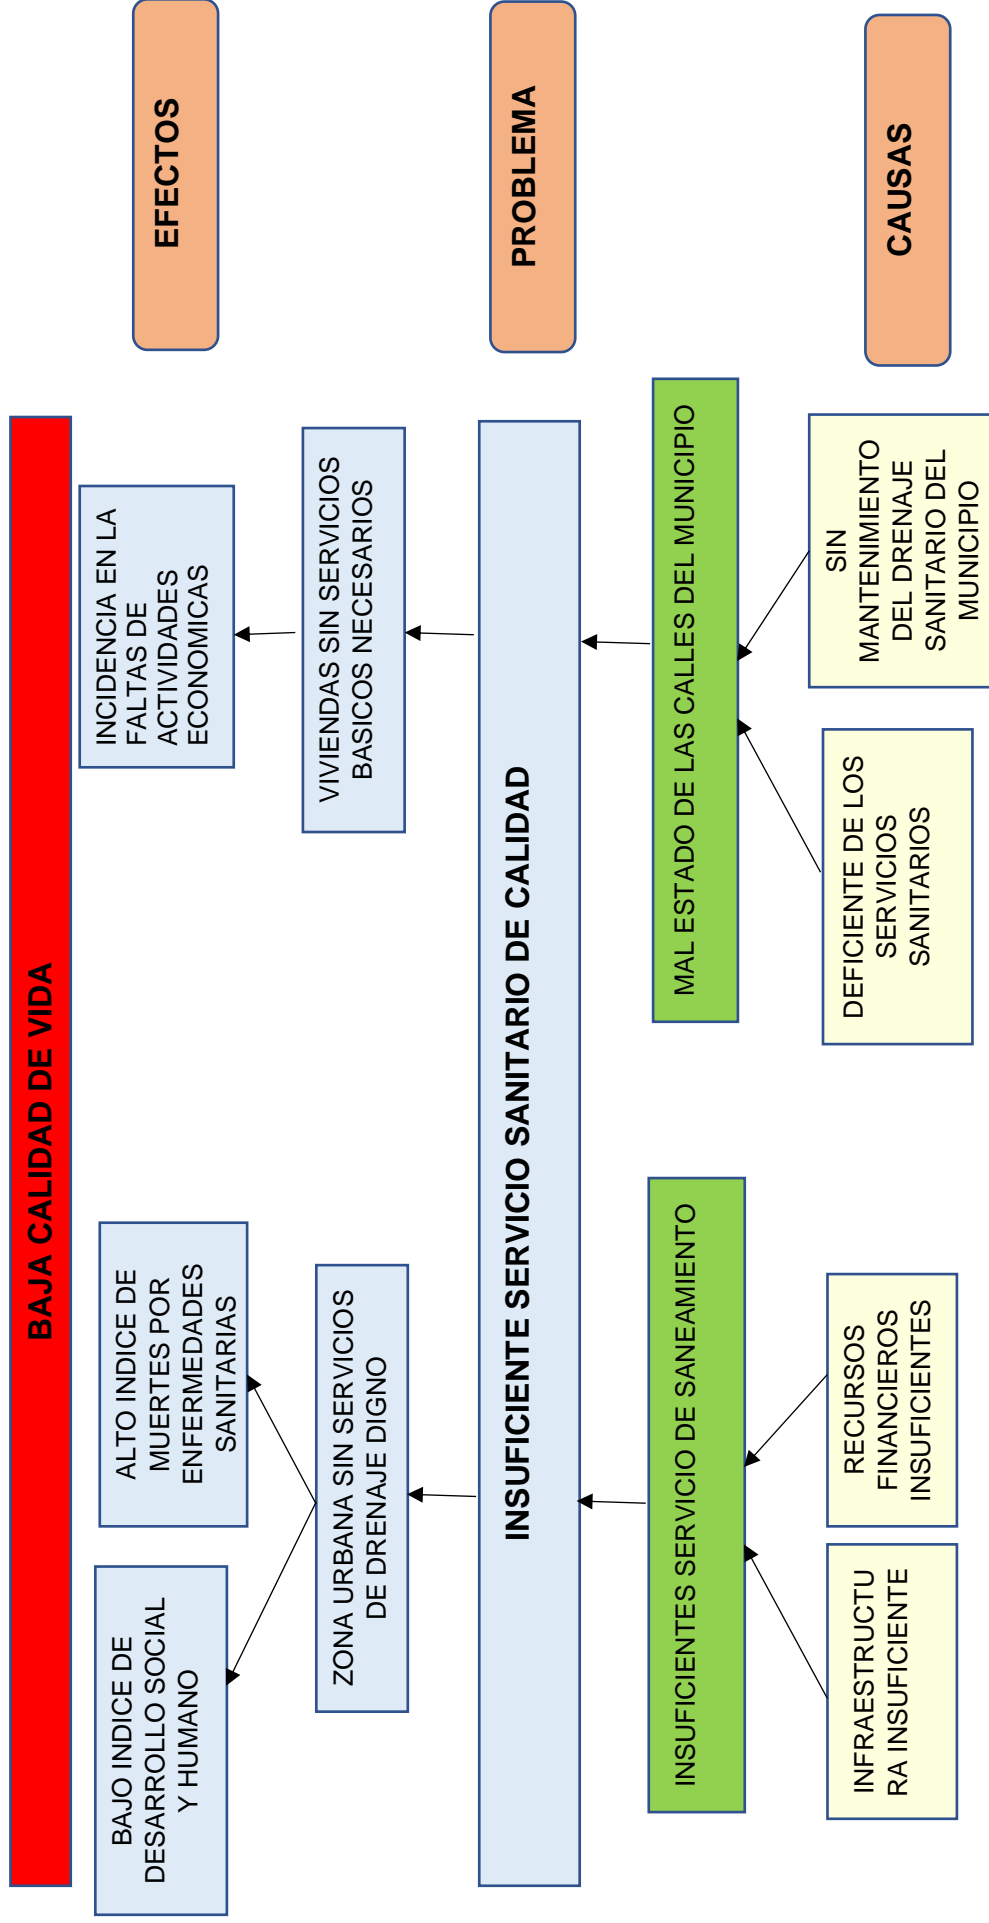 BAJA CALIDAD DE VIDA
BAJO INDICE DE
DESARROLLO SOCIAL
Y HUMANO
ALTO INDICE DE
MUERTES POR
ENFERMEDADES
SANITARIAS
INCIDENCIA EN LA
FALTAS DE
ACTIVIDADES
ECONOMICAS
EFECTOS
ZONA URBANA SIN SERVICIOS
DE DRENAJE DIGNO
VIVIENDAS SIN SERVICIOS
BASICOS NECESARIOS
INSUFICIENTE SERVICIO SANITARIO DE CALIDAD
PROBLEMA
INSUFICIENTES SERVICIO DE SANEAMIENTO
MAL ESTADO DE LAS CALLES DEL MUNICIPIO
INFRAESTRUCTU
RA INSUFICIENTE
RECURSOS
FINANCIEROS
INSUFICIENTES
DEFICIENTE DE LOS
SERVICIOS
SANITARIOS
SIN
MANTENIMIENTO
DEL DRENAJE
SANITARIO DEL
MUNICIPIO
CAUSAS